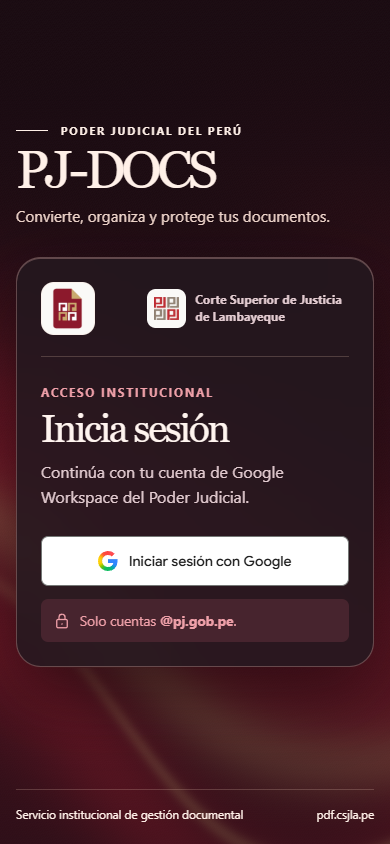 PODER JUDICIAL DEL PERÚ
PJ-DOCS
Convierte, organiza y protege tus documentos.
Corte Superior de Justicia
de Lambayeque
ACCESO INSTITUCIONAL
Inicia sesión
Continúa con tu cuenta de Google
Workspace del Poder Judicial.
Iniciar sesión con Google
Solo cuentas @pj.gob.pe.
Servicio institucional de gestión documental
pdf.csjla.pe